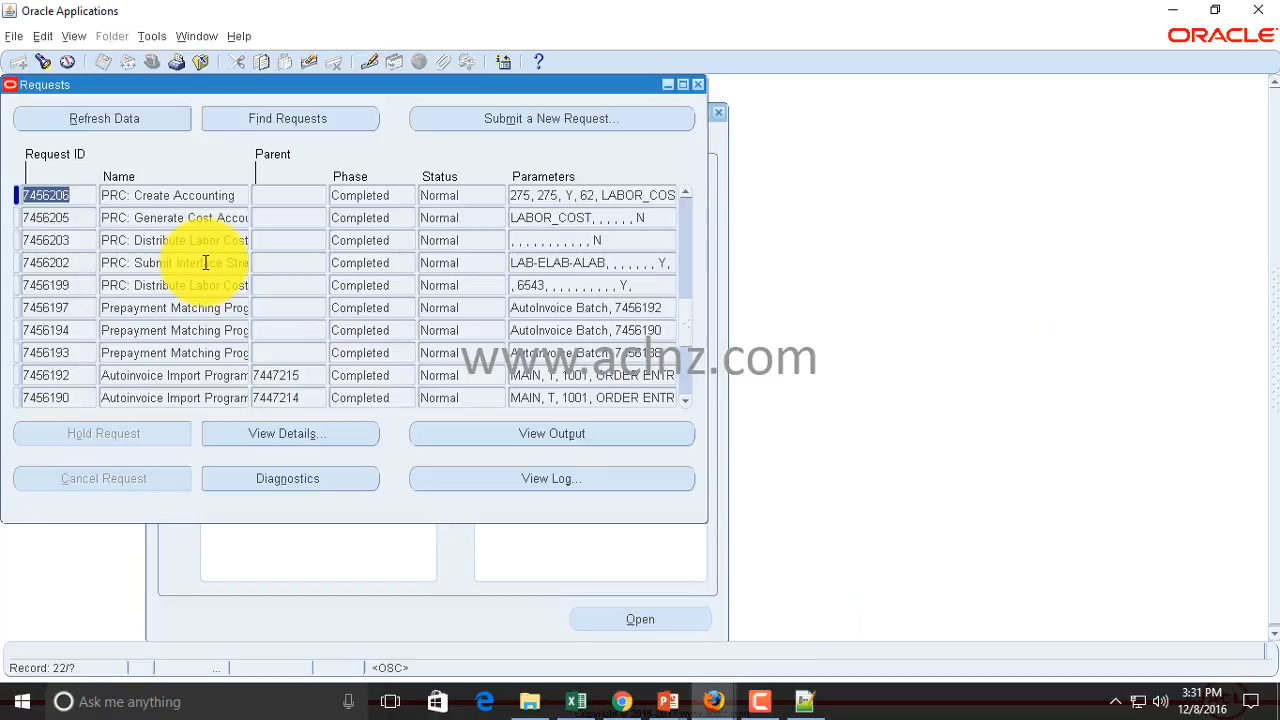 Oracle Applications
File Edit View Folder Tools Window Help
ORACLE
Requests
Refresh Data Find Requests Submit a New Request...
Request ID Parent
Name Phase Status Parameters
7456206 PRC: Create Accounting Completed Normal 275, 275, Y, 62, LABOR_COS
7456205 PRC: Generate Cost Accou Completed Normal LABOR_COST, , , , , , N
7456203 PRC: Distribute Labor Cost Completed Normal , , , , , , , , , , , N
7456202 PRC: Submit Interface Stre Completed Normal LAB-ELAB-ALAB, , , , , , , Y,
7456199 PRC: Distribute Labor Cost Completed Normal , 6543, , , , , , , , , , Y,
7456197 Prepayment Matching Prog Completed Normal AutoInvoice Batch, 7456192
7456194 Prepayment Matching Prog Completed Normal AutoInvoice Batch, 7456190
7456193 Prepayment Matching Prog Completed Normal AutoInvoice Batch,
www.aclnz.com
7456192 Autoinvoice Import Program 7447215 Completed Normal MAIN, T, 1001, ORDER ENTR
7456190 Autoinvoice Import Program 7447214 Completed Normal MAIN, T, 1001, ORDER ENTR
Hold Request View Details... View Output
Cancel Request Diagnostics View Log...
Open
Record: 22/? ... <OSC>
Ask me anything
3:31 PM
12/8/2016